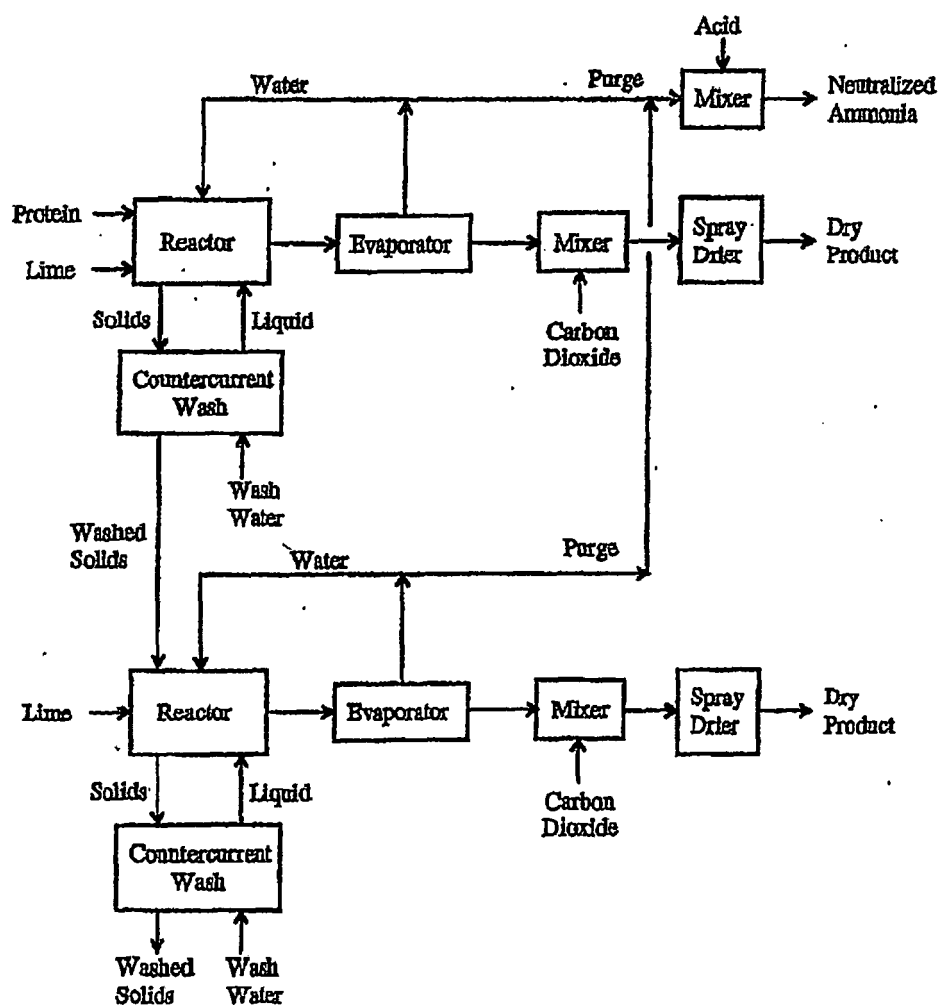 Acid
Water
Purge
Mixer
Neutralized
Ammonia
Protein
Lime
Reactor
Evaporator
Mixer
Spray
Drier
Dry
Product
Solids
Liquid
Carbon
Dioxide
Countercurrent
Wash
Wash
Water
Washed
Solids
Water
Purge
Lime
Reactor
Evaporator
Mixer
Spray
Drier
Dry
Product
Solids
Liquid
Carbon
Dioxide
Countercurrent
Wash
Washed
Solids
Wash
Water